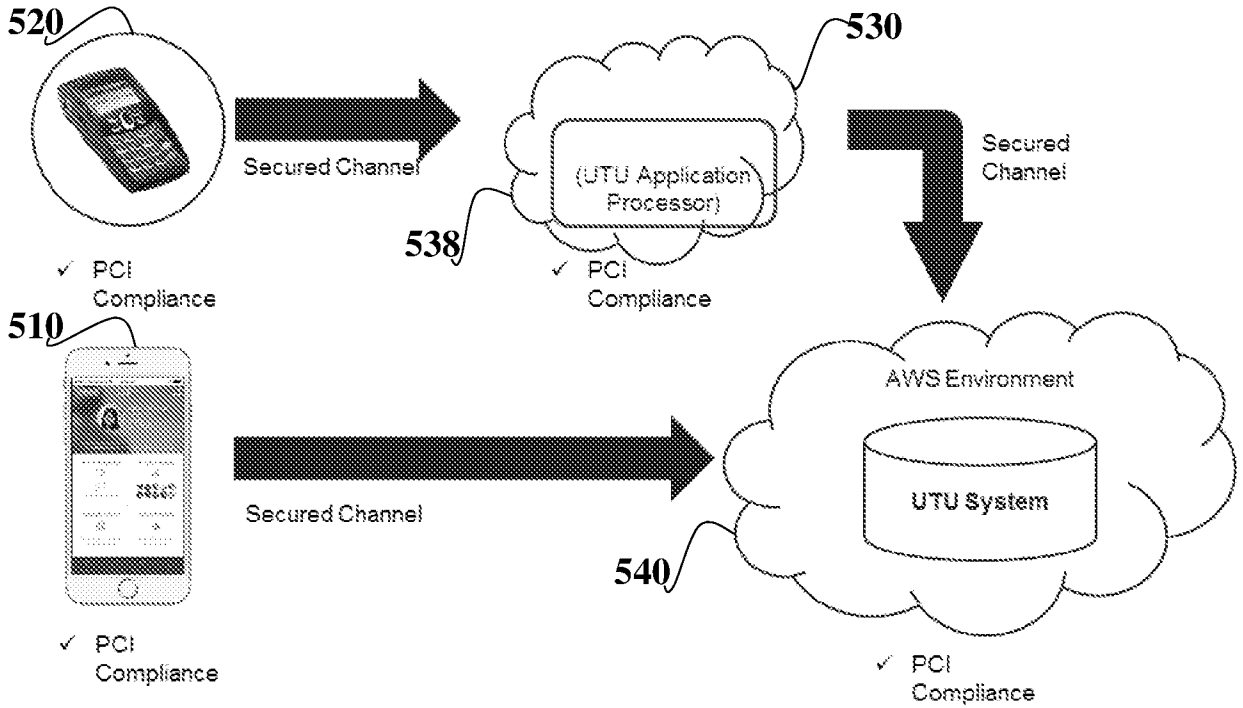 520
530
Secured Channel
(UTU Application
Processor)
Secured
Channel
538
✓ PCI
Compliance
✓ PCI
Compliance
510
AWS Environment
UTU System
Secured Channel
540
✓ PCI
Compliance
✓ PCI
Compliance